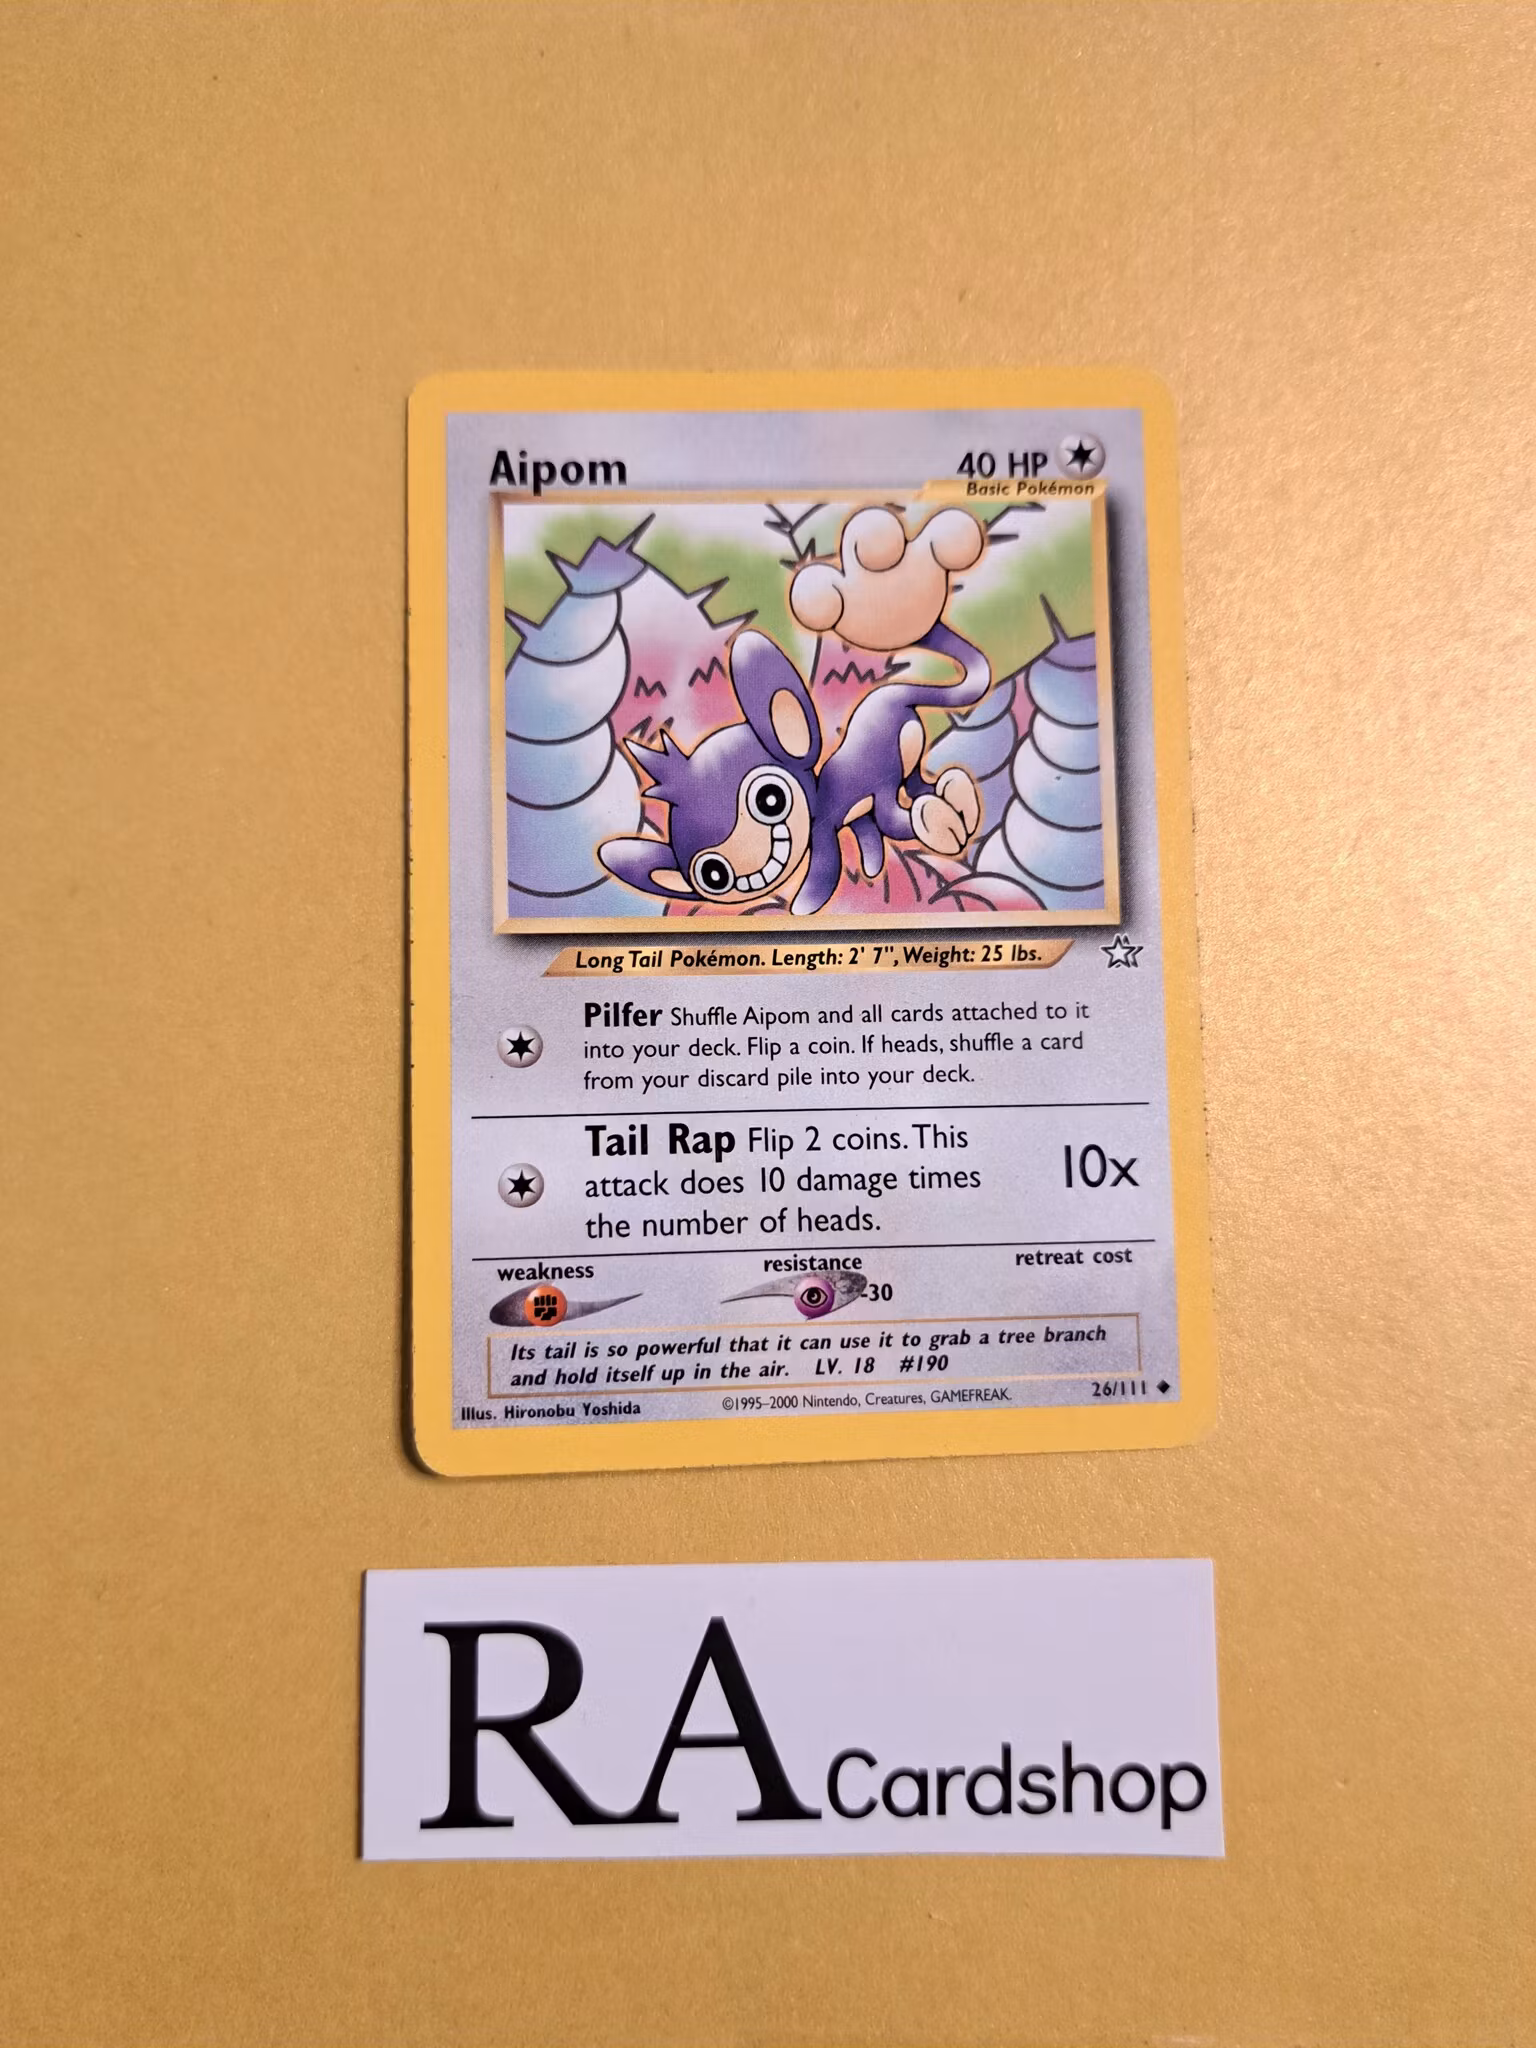 Aipom
40 HP
Basic Pokémon
Long Tail Pokémon. Length: 2' 7", Weight: 25 lbs.
Pilfer Shuffle Aipom and all cards attached to it
into your deck. Flip a coin. If heads, shuffle a card
from your discard pile into your deck.
Tail Rap Flip 2 coins. This
attack does 10 damage times
the number of heads.
10x
weakness
resistance
retreat cost
-30
Its tail is so powerful that it can use it to grab a tree branch
and hold itself up in the air. LV. 18 #190
Illus. Hironobu Yoshida
©1995–2000 Nintendo, Creatures, GAMEFREAK.
26/111
RA Cardshop